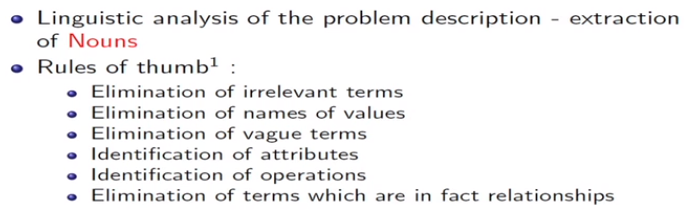 Linguistic analysis of the problem description - extraction
of Nouns
Rules of thumb¹ :
Elimination of irrelevant terms
Elimination of names of values
Elimination of vague terms
Identification of attributes
Identification of operations
Elimination of terms which are in fact relationships